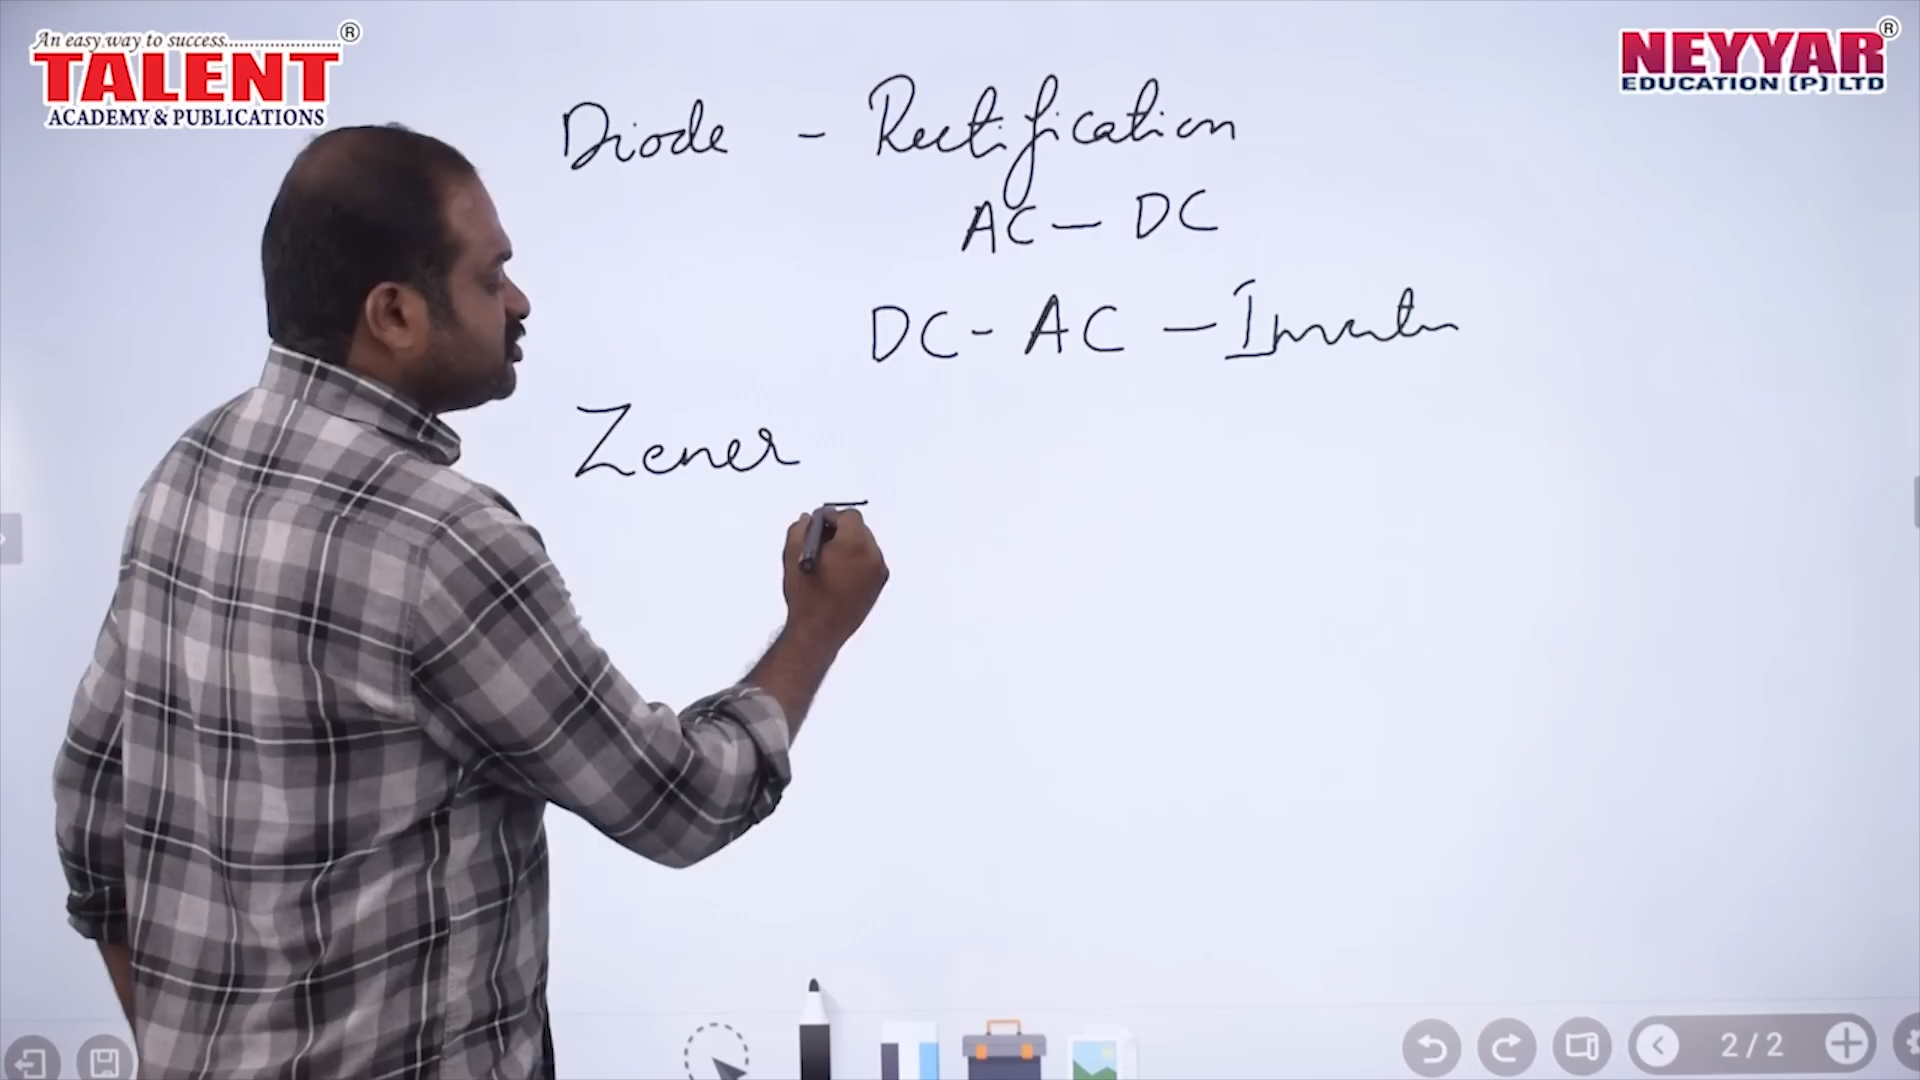 An easy way to success........................®
TALENT
ACADEMY & PUBLICATIONS
NEYYAR®
EDUCATION (P) LTD
Diode - Rectification
AC - DC
DC - AC -
Zener
2/2